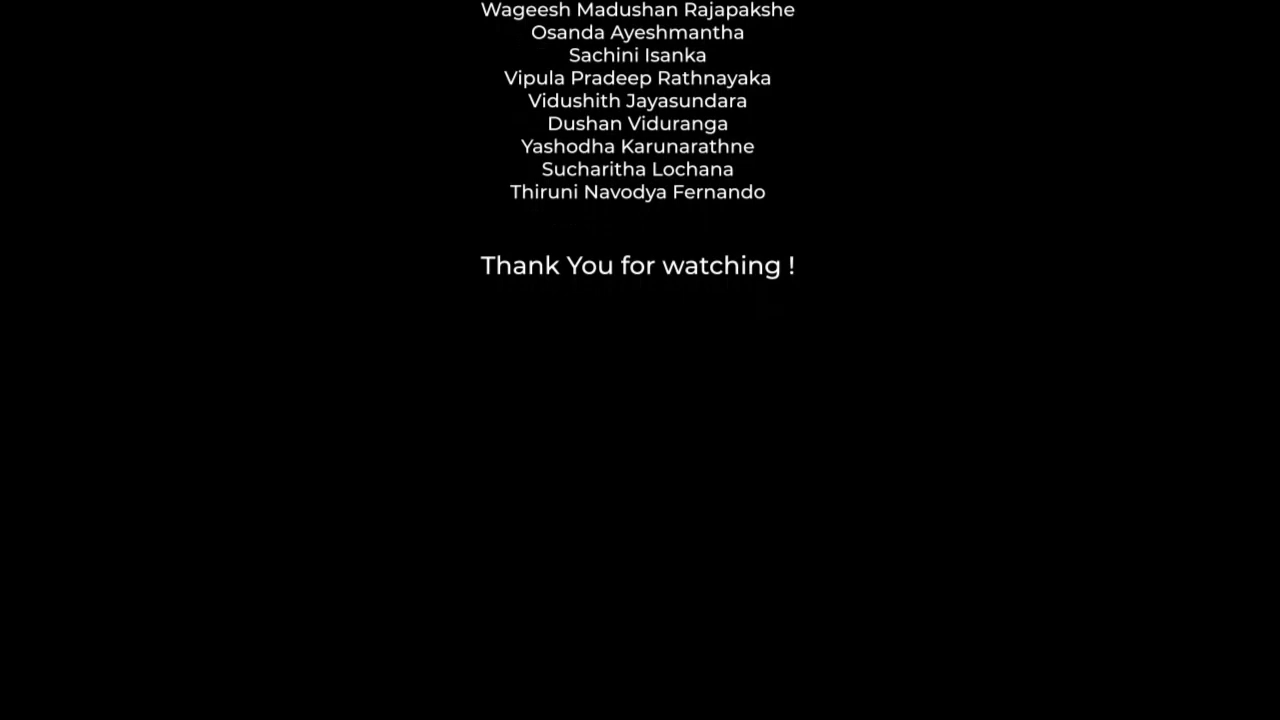 Wageesh Madushan Rajapakshe
Osanda Ayeshmantha
Sachini Isanka
Vipula Pradeep Rathnayaka
Vidushith Jayasundara
Dushan Viduranga
Yashodha Karunarathne
Sucharitha Lochana
Thiruni Navodya Fernando
Thank You for watching !